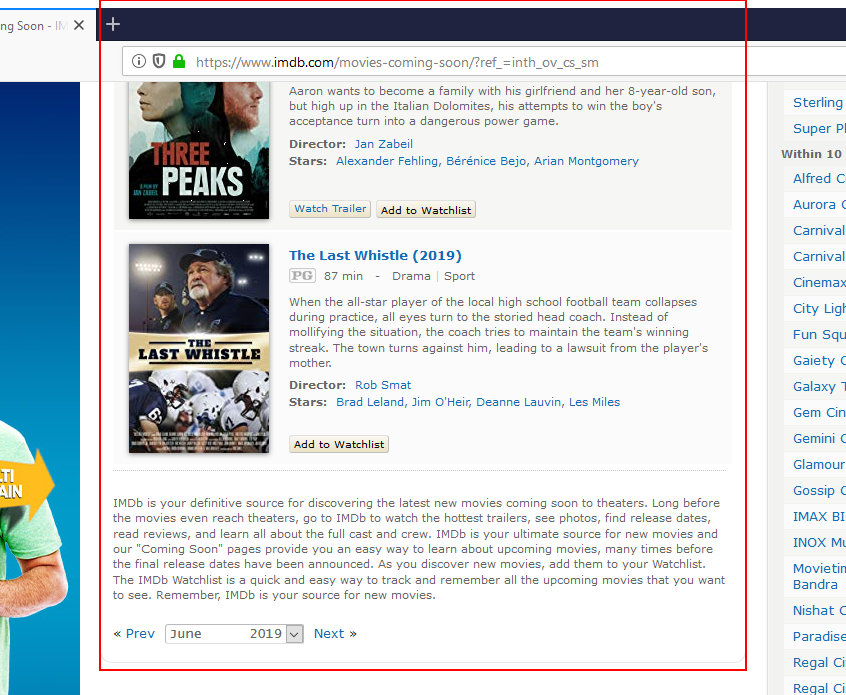 ng Soon - IM
https://www.imdb.com/movies-coming-soon/?ref_=inth_ov_cs_sm
Aaron wants to become a family with his girlfriend and her 8-year-old son,
but high up in the Italian Dolomites, his attempts to win the boy's
acceptance turn into a dangerous power game.
Director: Jan Zabeil
Stars: Alexander Fehling, Bérénice Bejo, Arian Montgomery
THREE
A FILM BY
JAN ZABEIL
PEAKS
Watch Trailer
Add to Watchlist
The Last Whistle (2019)
PG 87 min - Drama | Sport
When the all-star player of the local high school football team collapses
during practice, all eyes turn to the storied head coach. Instead of
mollifying the situation, the coach tries to maintain the team's winning
streak. The town turns against him, leading to a lawsuit from the player's
mother.
Director: Rob Smat
Stars: Brad Leland, Jim O'Heir, Deanne Lauvin, Les Miles
THE
LAST WHISTLE
Add to Watchlist
IMDb is your definitive source for discovering the latest new movies coming soon to theaters. Long before
the movies even reach theaters, go to IMDb to watch the hottest trailers, see photos, find release dates,
read reviews, and learn all about the full cast and crew. IMDb is your ultimate source for new movies and
our "Coming Soon" pages provide you an easy way to learn about upcoming movies, many times before
the final release dates have been announced. As you discover new movies, add them to your Watchlist.
The IMDb Watchlist is a quick and easy way to track and remember all the upcoming movies that you want
to see. Remember, IMDb is your source for new movies.
« Prev June 2019 Next »
LTI
AIN
Sterling
Super Pl
Within 10
Alfred C
Aurora C
Carnival
Carnival
Cinemax
City Ligh
Fun Squ
Gaiety C
Galaxy T
Gem Cin
Gemini C
Glamour
Gossip C
IMAX BI
INOX Mu
Movietim
Bandra
Nishat C
Paradise
Regal Ci
Regal Ci